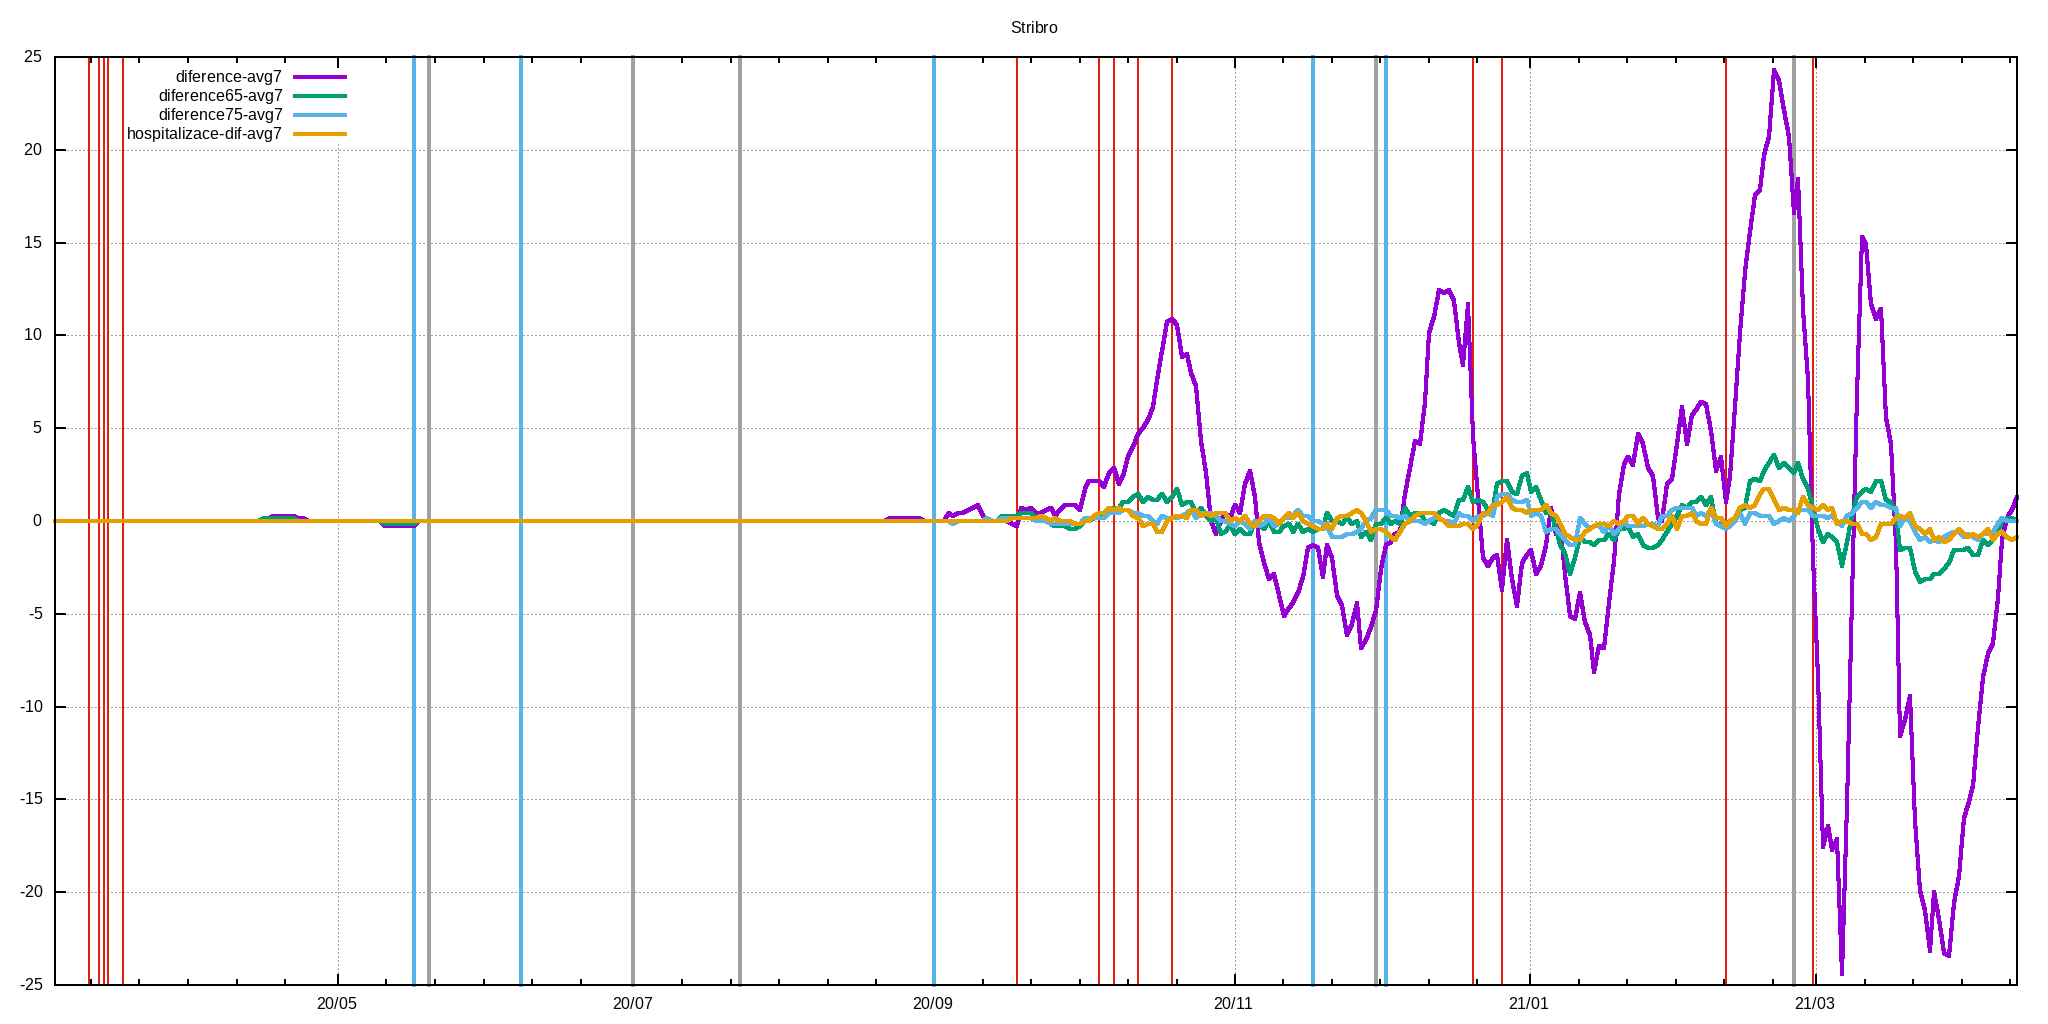 Stribro
25
diference-avg7
diference65-avg7
diference75-avg7
hospitalizace-dif-avg7
20
15
10
5
0
-5
-10
-15
-20
-25
20/05 20/07 20/09 20/11 21/01 21/03